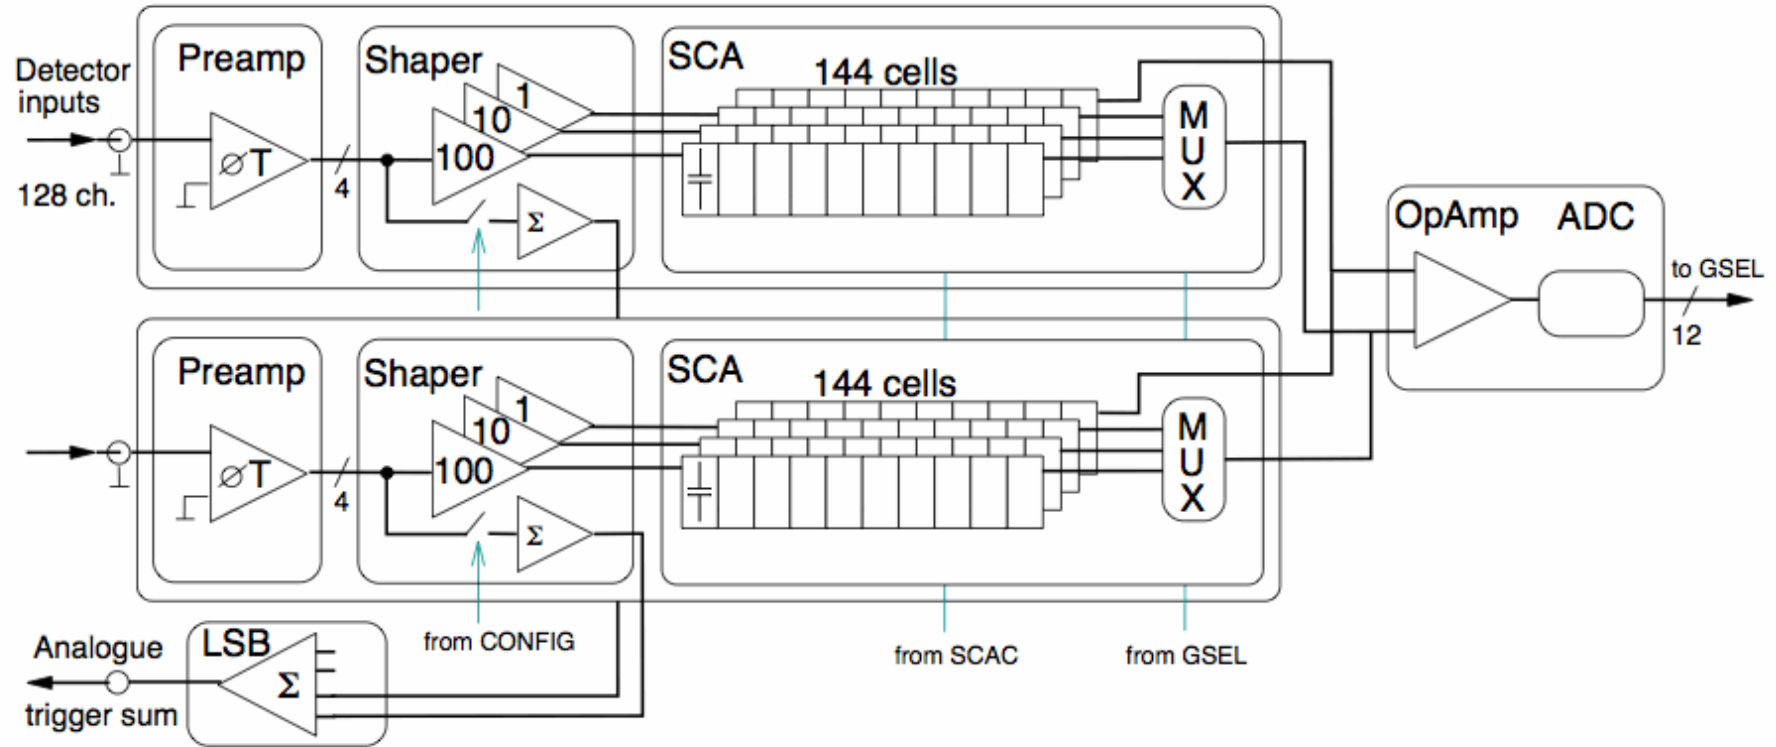 Preamp
Shaper
SCA
144 cells
Detector
inputs
128 ch.
øT
4
1
10
100
Σ
M
U
X
OpAmp ADC
to GSEL
12
Preamp
Shaper
SCA
144 cells
øT
4
1
10
100
Σ
M
U
X
from CONFIG
from SCAC
from GSEL
LSB
Σ
Analogue
trigger sum